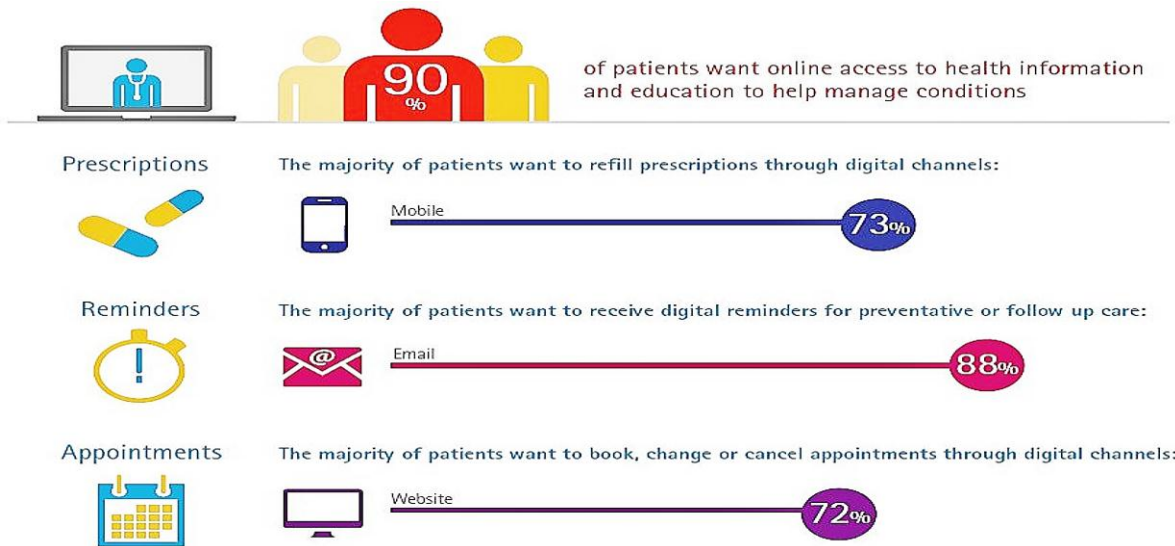 90
%
of patients want online access to health information
and education to help manage conditions
Prescriptions
The majority of patients want to refill prescriptions through digital channels:
Mobile
73%
Reminders
The majority of patients want to receive digital reminders for preventative or follow up care:
!
@
Email
88%
Appointments
The majority of patients want to book, change or cancel appointments through digital channels:
Website
72%